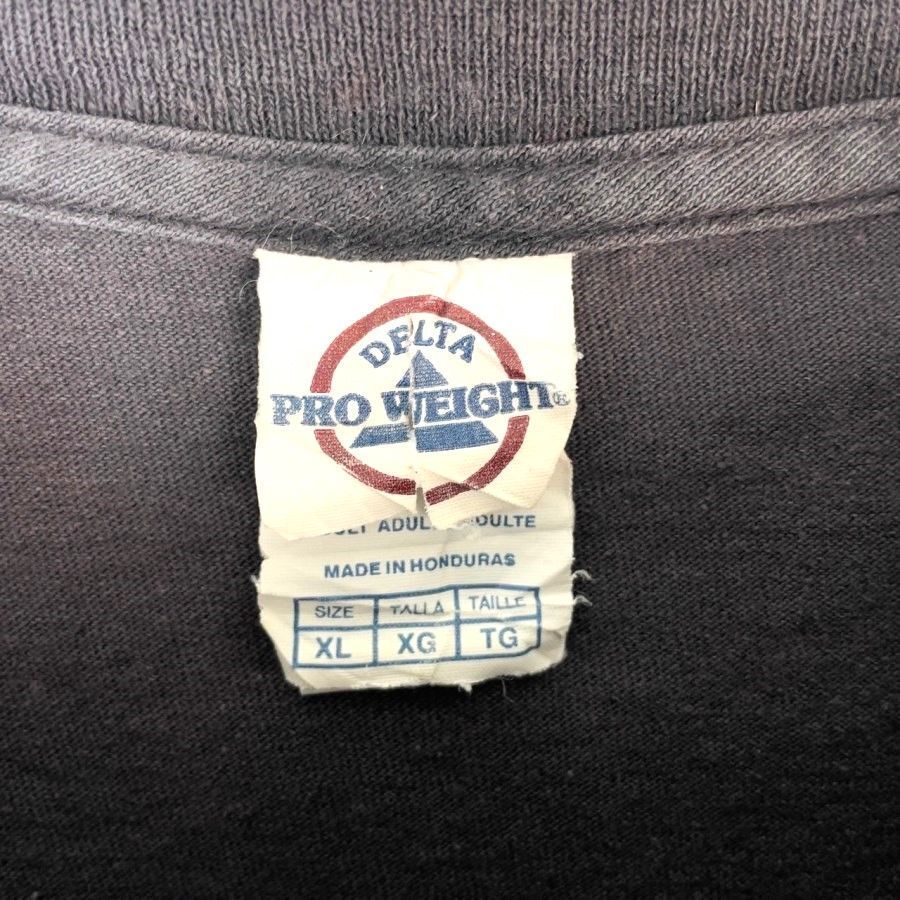 DELTA
PRO WEIGHT
ADULTE
MADE IN HONDURAS
SIZE TALLA TAILLE
XL XG TG